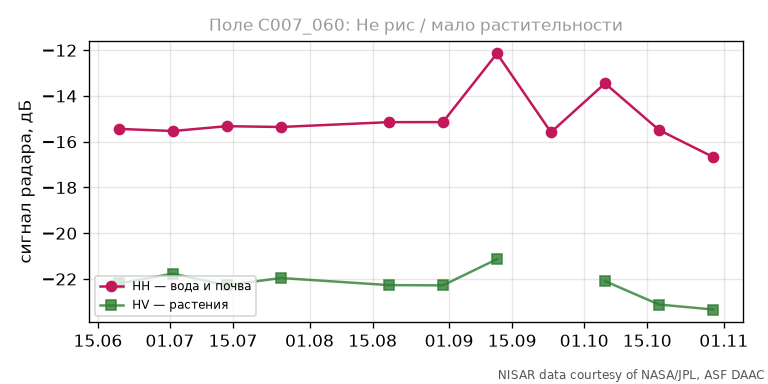 Поле C007_060: Не рис / мало растительности
−12
−14
−16
−18
−20
−22
сигнал радара, дБ
HH — вода и почва
HV — растения
15.06 01.07 15.07 01.08 15.08 01.09 15.09 01.10 15.10 01.11
NISAR data courtesy of NASA/JPL, ASF DAAC